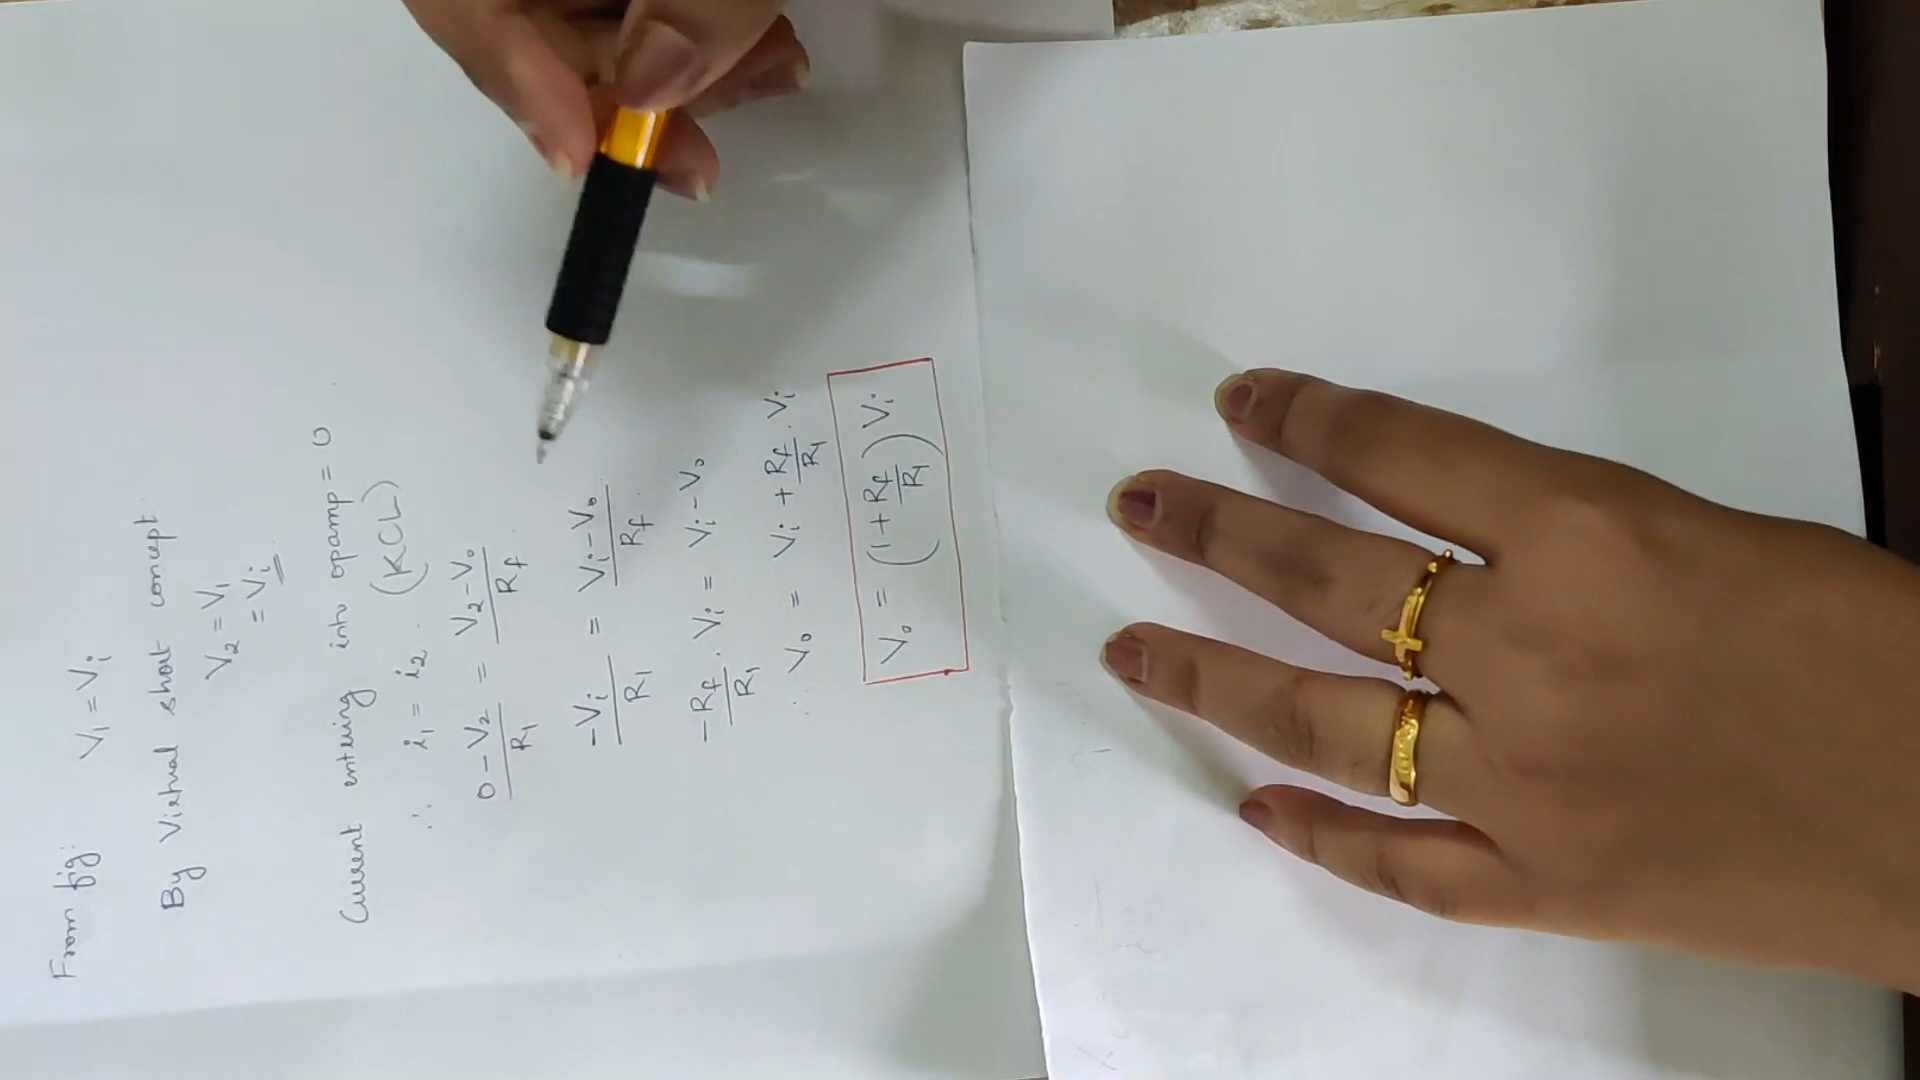 From fig: V₁ = Vᵢ
By Virtual short concept
V₂ = V₁
= Vᵢ
Current entering into opamp = 0
∴ i₁ = i₂. (KCL)
(0 - V₂)/R₁ = (V₂ - V₀)/R_f
-Vᵢ/R₁ = (Vᵢ - V₀)/R_f
-R_f/R₁ . Vᵢ = Vᵢ - V₀
∴ V₀ = Vᵢ + R_f/R₁ . Vᵢ
V₀ = (1 + R_f/R₁) Vᵢ